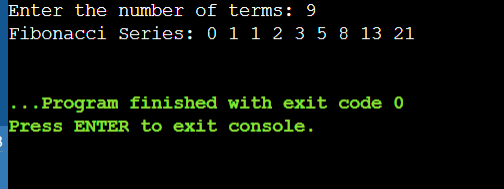 Enter the number of terms: 9
Fibonacci Series: 0 1 1 2 3 5 8 13 21
...Program finished with exit code 0
Press ENTER to exit console.